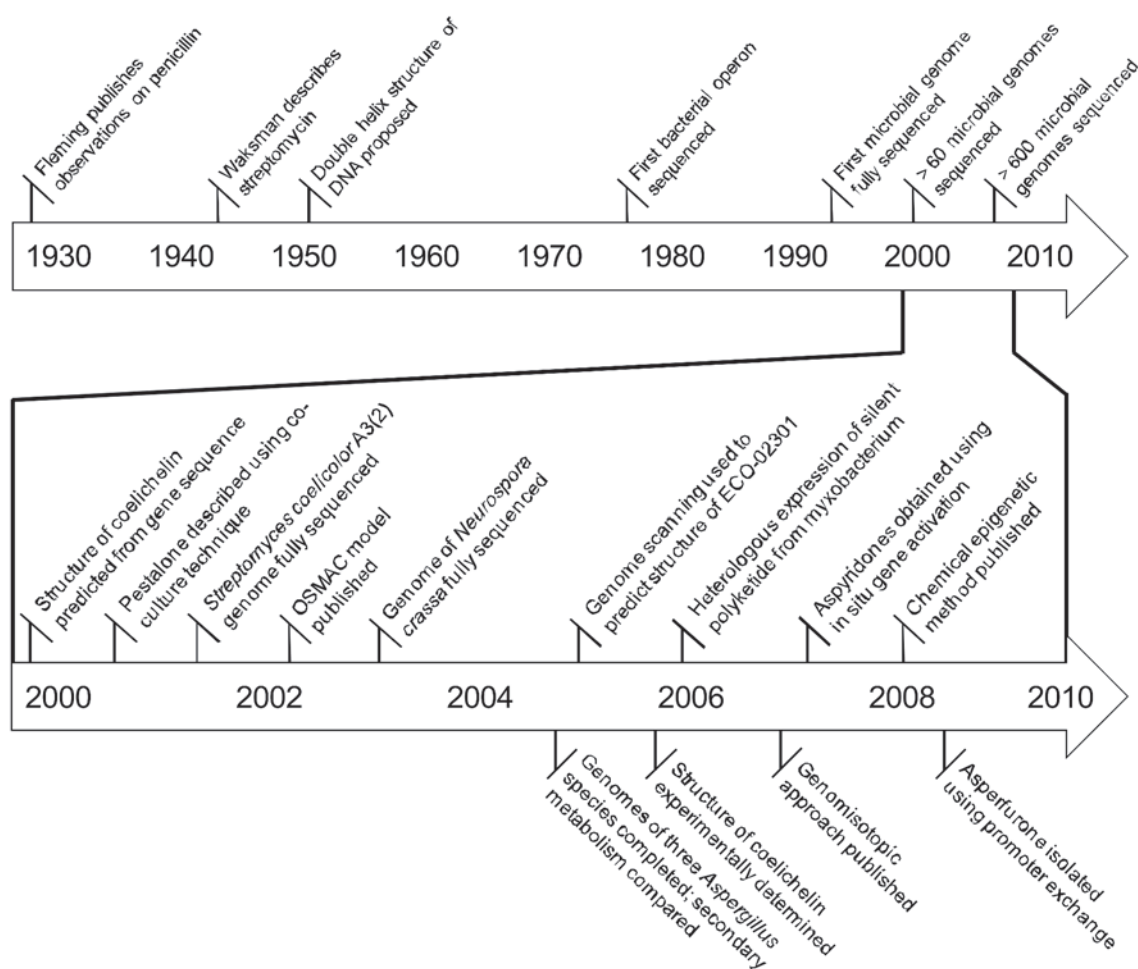 Fleming publishes
observations on penicillin
Waksman describes
streptomycin
Double helix structure of
DNA proposed
First bacterial operon
sequenced
First microbial genome
fully sequenced
> 60 microbial genomes
sequenced
> 600 microbial
genomes sequenced
1930 1940 1950 1960 1970 1980 1990 2000 2010
Structure of coelichelin
predicted from gene sequence
Pestalone described using co-
culture technique
Streptomyces coelicolor A3(2)
genome fully sequenced
OSMAC model
published
Genome of Neurospora
crassa fully sequenced
Genome scanning used to
predict structure of ECO-02301
Heterologous expression of silent
polyketide from myxobacterium
Aspyridones obtained using
in situ gene activation
Chemical epigenetic
method published
2000 2002 2004 2006 2008 2010
Genomes of three Aspergillus
species completed; secondary
metabolism compared
Structure of coelichelin
experimentally determined
Genomisotopic
approach published
Asperfurone isolated
using promoter exchange